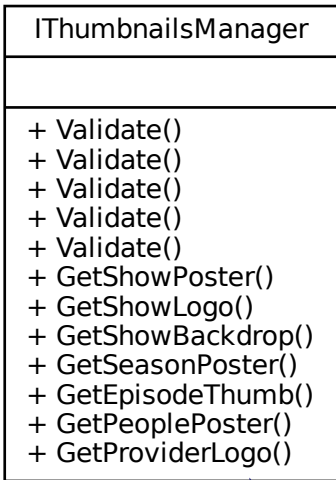 IThumbnailsManager
+ Validate()
+ Validate()
+ Validate()
+ Validate()
+ Validate()
+ GetShowPoster()
+ GetShowLogo()
+ GetShowBackdrop()
+ GetSeasonPoster()
+ GetEpisodeThumb()
+ GetPeoplePoster()
+ GetProviderLogo()